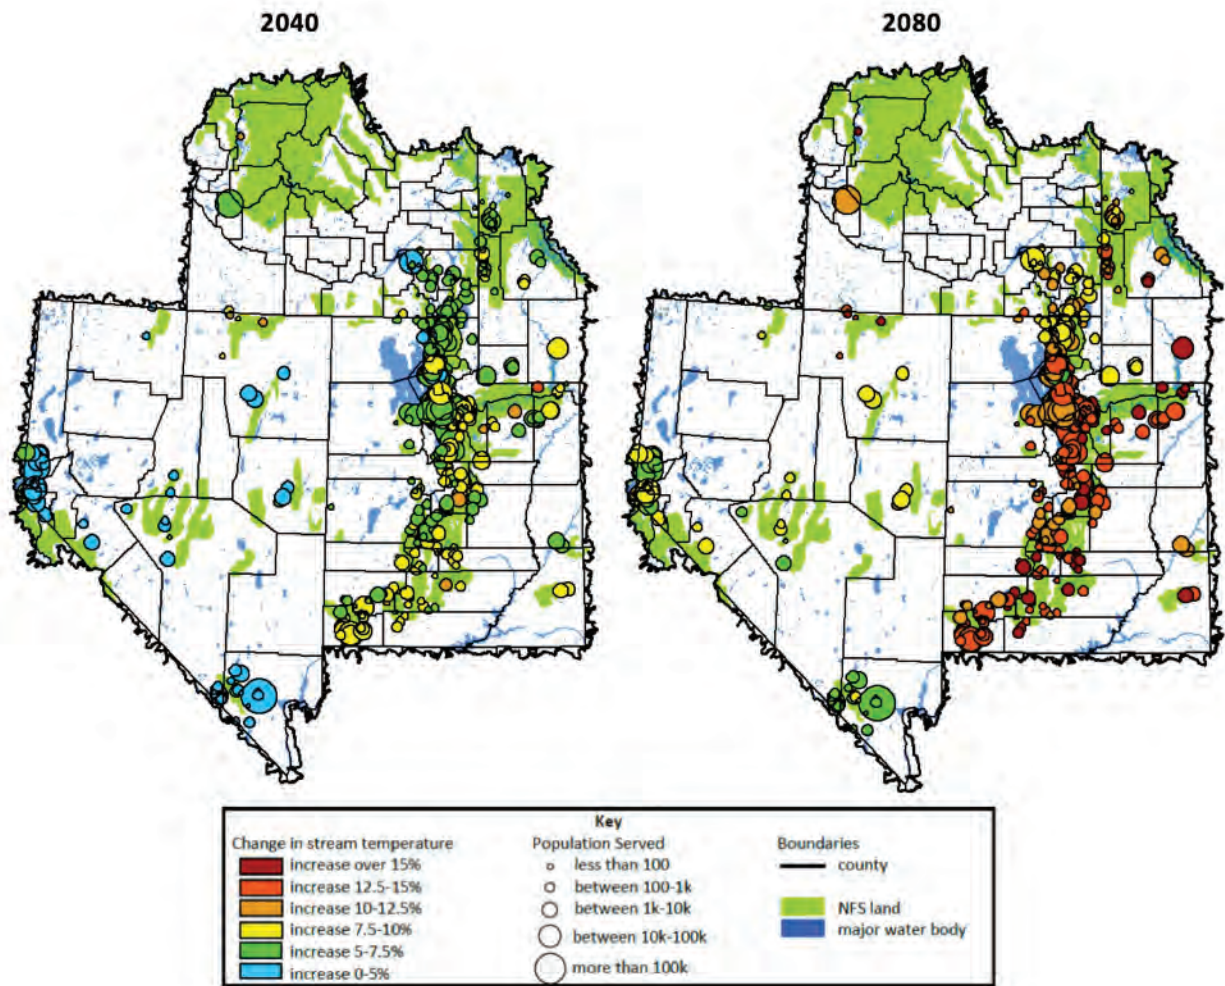 2040
2080
Key
Change in stream temperature
increase over 15%
increase 12.5-15%
increase 10-12.5%
increase 7.5-10%
increase 5-7.5%
increase 0-5%
Population Served
less than 100
between 100-1k
between 1k-10k
between 10k-100k
more than 100k
Boundaries
county
NFS land
major water body